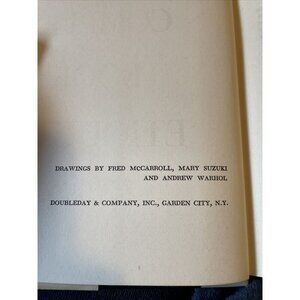 DRAWINGS BY FRED MCCARROLL, MARY SUZUKI
AND ANDREW WARHOL
DOUBLEDAY & COMPANY, INC., GARDEN CITY, N.Y.